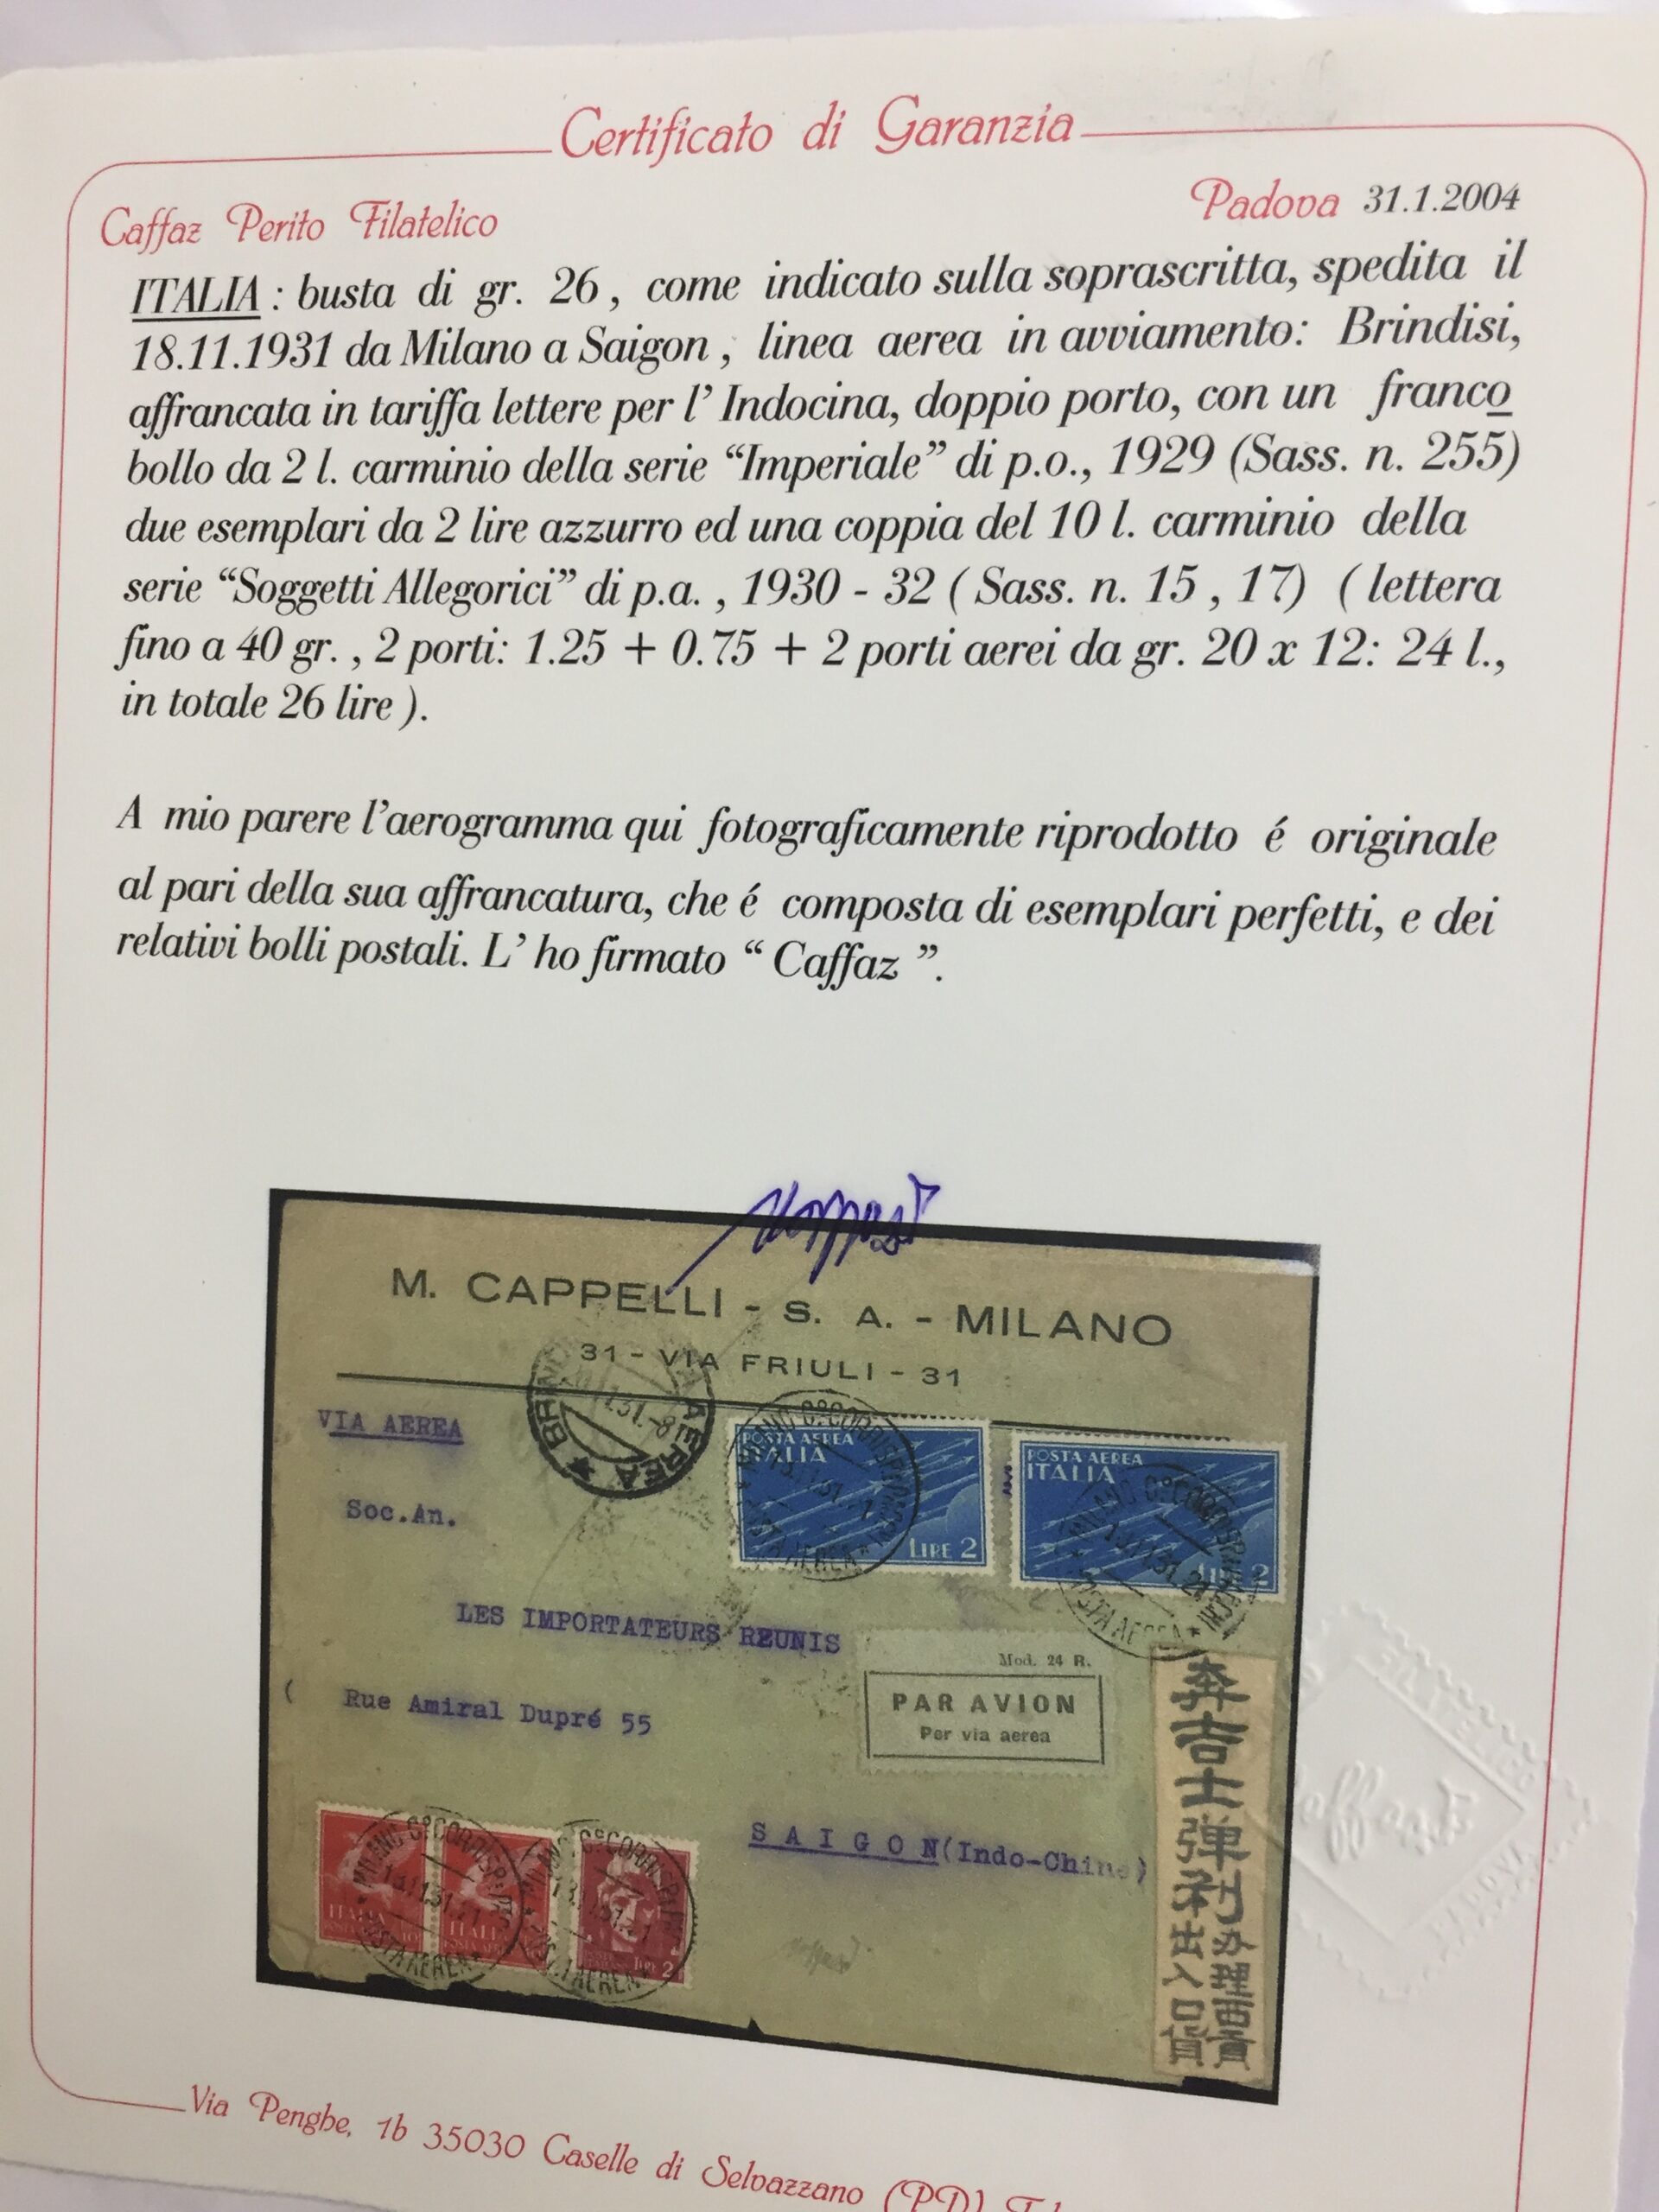 Certificato di Garanzia
Caffaz Perito Filatelico
Padova 31.1.2004
ITALIA : busta di gr. 26 , come indicato sulla soprascritta, spedita il
18.11.1931 da Milano a Saigon , linea aerea in avviamento: Brindisi,
affrancata in tariffa lettere per l' Indocina, doppio porto, con un franco
bollo da 2 l. carminio della serie “Imperiale” di p.o., 1929 (Sass. n. 255)
due esemplari da 2 lire azzurro ed una coppia del 10 l. carminio della
serie “Soggetti Allegorici” di p.a. , 1930 - 32 ( Sass. n. 15 , 17) ( lettera
fino a 40 gr. , 2 porti: 1.25 + 0.75 + 2 porti aerei da gr. 20 x 12: 24 l.,
in totale 26 lire ).
A mio parere l'aerogramma qui fotograficamente riprodotto é originale
al pari della sua affrancatura, che é composta di esemplari perfetti, e dei
relativi bolli postali. L' ho firmato “ Caffaz ”.
M. CAPPELLI - S. A. - MILANO
31 - VIA FRIULI - 31
VIA AEREA
POSTA AEREA
ITALIA
LIRE 2
POSTA AEREA
ITALIA
LIRE 2
Soc.An.
LES IMPORTATEURS REUNIS
Mod. 24 R.
PAR AVION
Per via aerea
Rue Amiral Dupré 55
S A I G O N(Indo-Chine)
ITALIA
ITALIA
LIRE 2
Via Penghe, 1b 35030 Caselle di Selvazzano (PD)